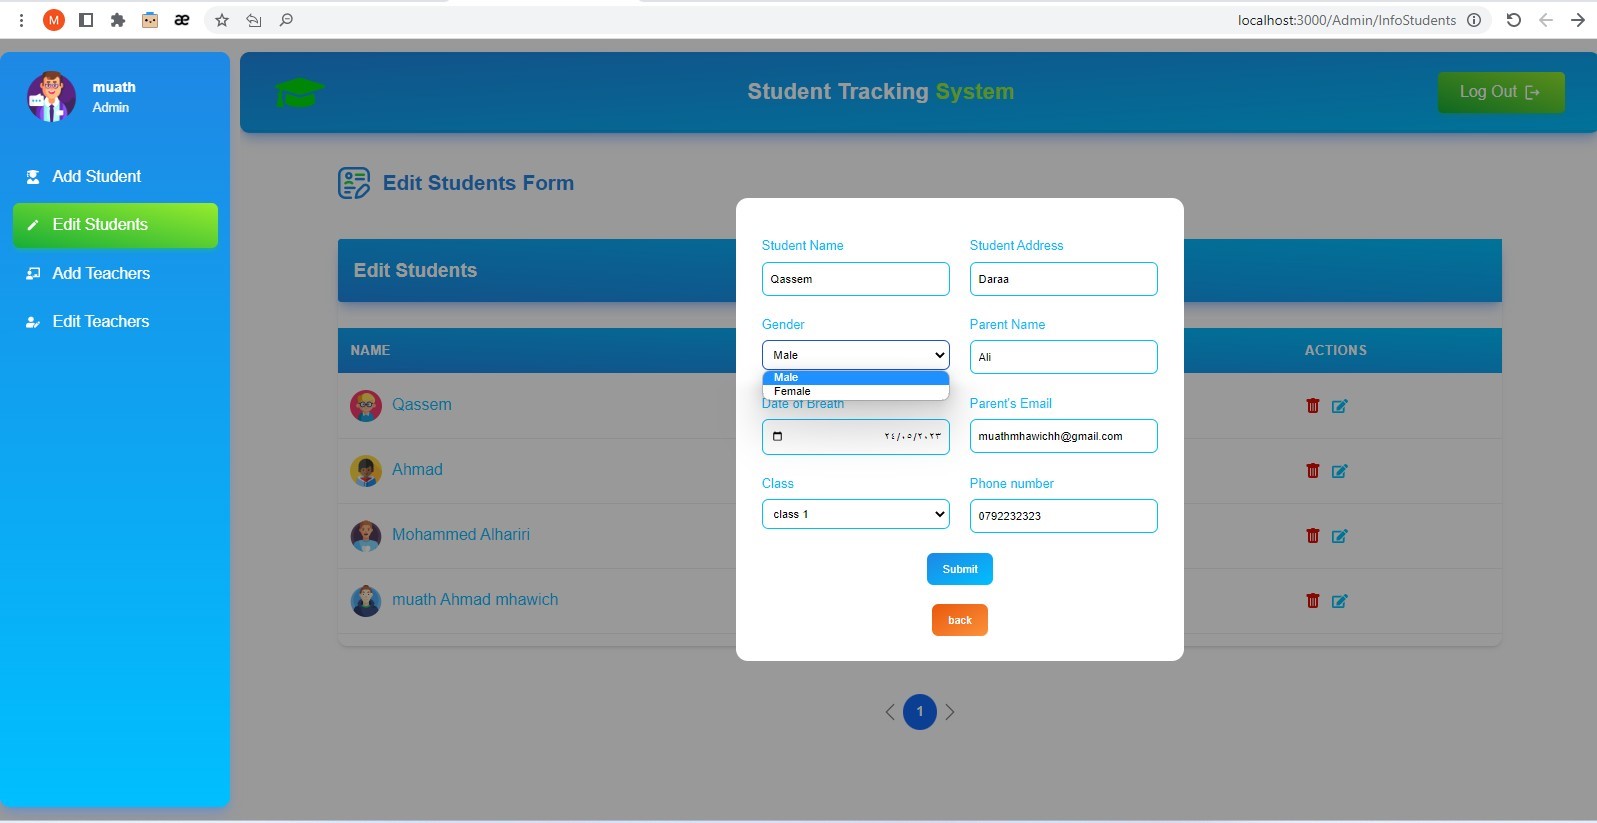 M
æ
localhost:3000/Admin/InfoStudents
muath
Admin
Student Tracking System
Log Out
Add Student
Edit Students
Add Teachers
Edit Teachers
Edit Students Form
Edit Students
NAME
ACTIONS
Qassem
Ahmad
Mohammed Alhariri
muath Ahmad mhawich
Student Name
Student Address
Qassem
Daraa
Gender
Parent Name
Male
Ali
Male
Female
Date of Breath
Parent's Email
٢٤/٠٥/٢٠٢٣
muathmhawichh@gmail.com
Class
Phone number
class 1
0792232323
Submit
back
1